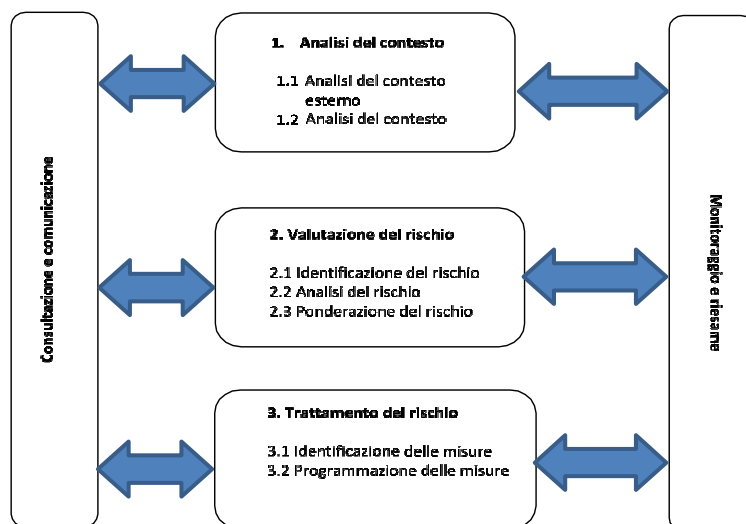 Consultazione e comunicazione
1. Analisi del contesto
1.1 Analisi del contesto
esterno
1.2 Analisi del contesto
2. Valutazione del rischio
2.1 Identificazione del rischio
2.2 Analisi del rischio
2.3 Ponderazione del rischio
3. Trattamento del rischio
3.1 Identificazione delle misure
3.2 Programmazione delle misure
Monitoraggio e riesame